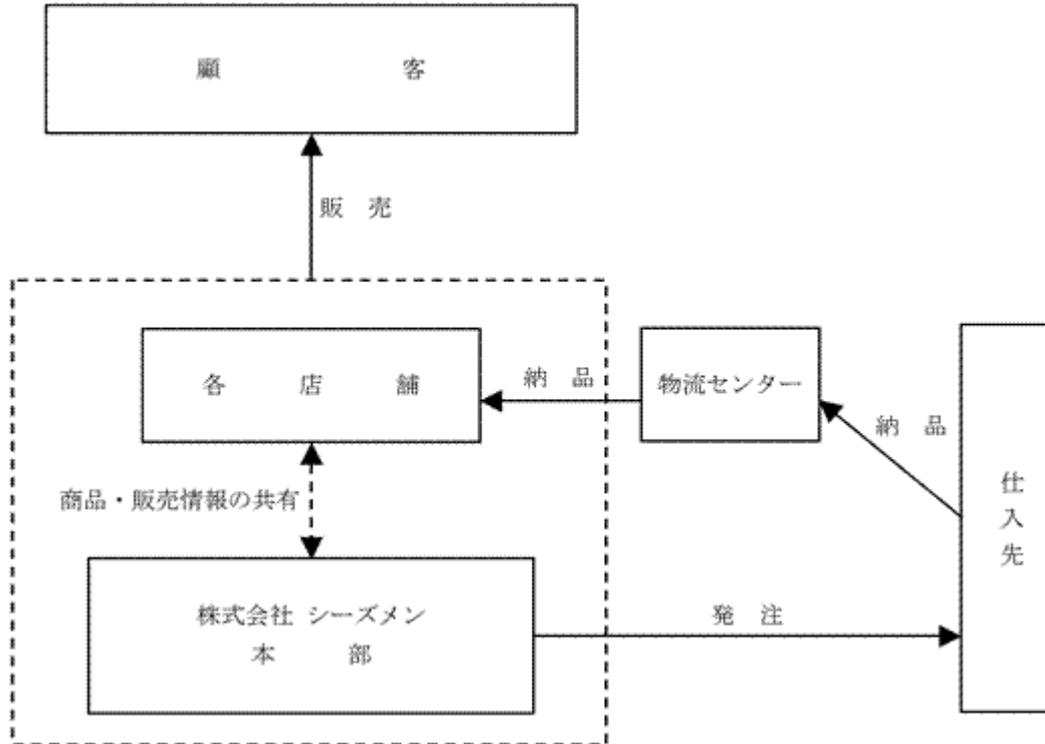 顧客
販売
各店舗
納品
物流センター
納品
仕入先
商品・販売情報の共有
株式会社 シーズメン
本部
発注